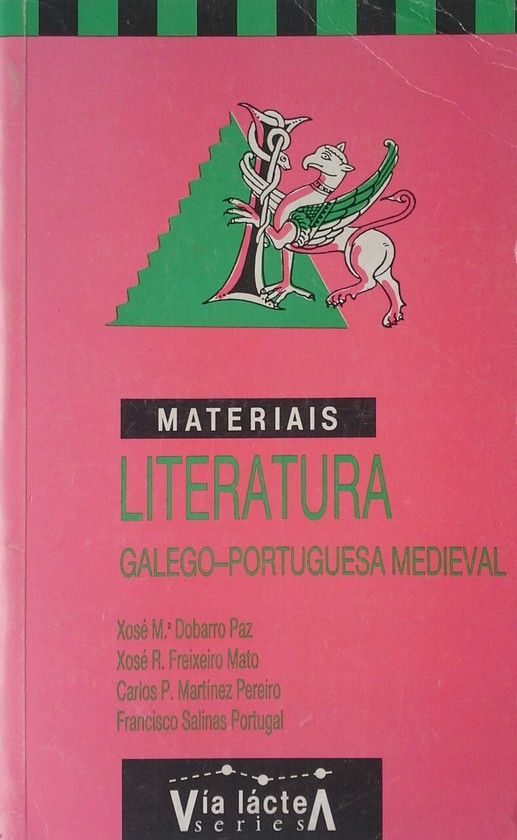 MATERIAIS
LITERATURA
GALEGO–PORTUGUESA MEDIEVAL
Xosé M.ª Dobarro Paz
Xosé R. Freixeiro Mato
Carlos P. Martínez Pereiro
Francisco Salinas Portugal
Vía lácteA
series